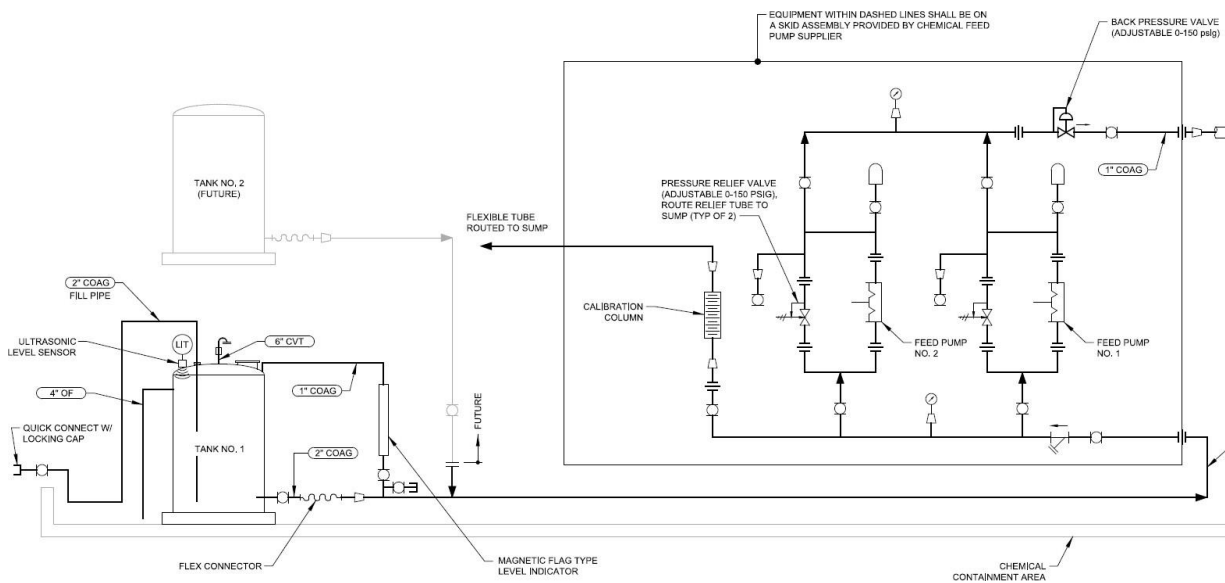 EQUIPMENT WITHIN DASHED LINES SHALL BE ON
A SKID ASSEMBLY PROVIDED BY CHEMICAL FEED
PUMP SUPPLIER
BACK PRESSURE VALVE
(ADJUSTABLE 0-150 psig)
TANK NO. 2
(FUTURE)
1" COAG
PRESSURE RELIEF VALVE
(ADJUSTABLE 0-150 PSIG),
ROUTE RELIEF TUBE TO
SUMP (TYP OF 2)
FLEXIBLE TUBE
ROUTED TO SUMP
2" COAG
FILL PIPE
CALIBRATION
COLUMN
ULTRASONIC
LEVEL SENSOR
LIT
6" CVT
FEED PUMP
NO. 2
FEED PUMP
NO. 1
4" OF
1" COAG
FUTURE
QUICK CONNECT W/
LOCKING CAP
TANK NO. 1
2" COAG
FLEX CONNECTOR
MAGNETIC FLAG TYPE
LEVEL INDICATOR
CHEMICAL
CONTAINMENT AREA